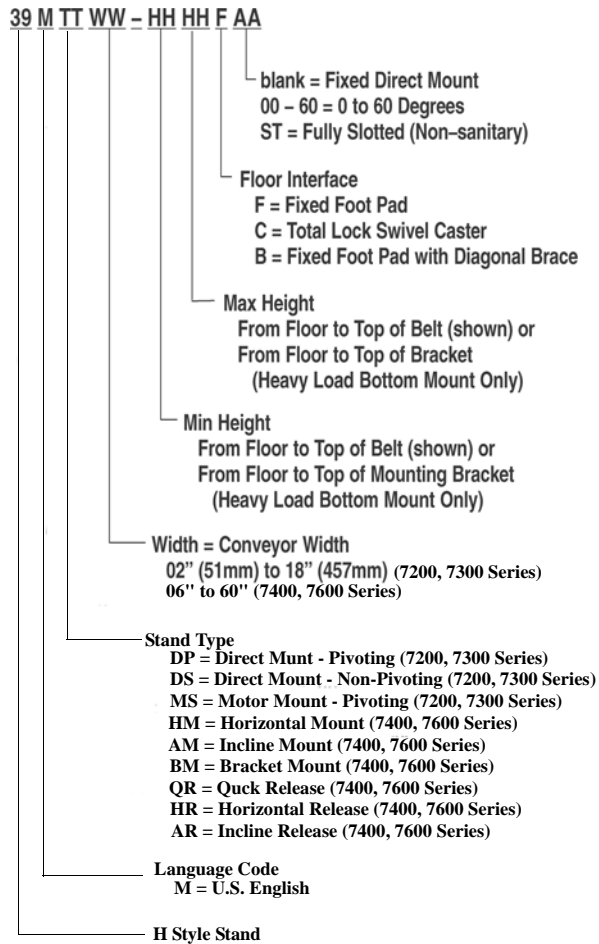 39 M TT WW – HH HH F AA
blank = Fixed Direct Mount
00 – 60 = 0 to 60 Degrees
ST = Fully Slotted (Non–sanitary)
Floor Interface
F = Fixed Foot Pad
C = Total Lock Swivel Caster
B = Fixed Foot Pad with Diagonal Brace
Max Height
From Floor to Top of Belt (shown) or
From Floor to Top of Bracket
(Heavy Load Bottom Mount Only)
Min Height
From Floor to Top of Belt (shown) or
From Floor to Top of Mounting Bracket
(Heavy Load Bottom Mount Only)
Width = Conveyor Width
02” (51mm) to 18” (457mm) (7200, 7300 Series)
06" to 60" (7400, 7600 Series)
Stand Type
DP = Direct Munt - Pivoting (7200, 7300 Series)
DS = Direct Mount - Non-Pivoting (7200, 7300 Series)
MS = Motor Mount - Pivoting (7200, 7300 Series)
HM = Horizontal Mount (7400, 7600 Series)
AM = Incline Mount (7400, 7600 Series)
BM = Bracket Mount (7400, 7600 Series)
QR = Quck Release (7400, 7600 Series)
HR = Horizontal Release (7400, 7600 Series)
AR = Incline Release (7400, 7600 Series)
Language Code
M = U.S. English
H Style Stand